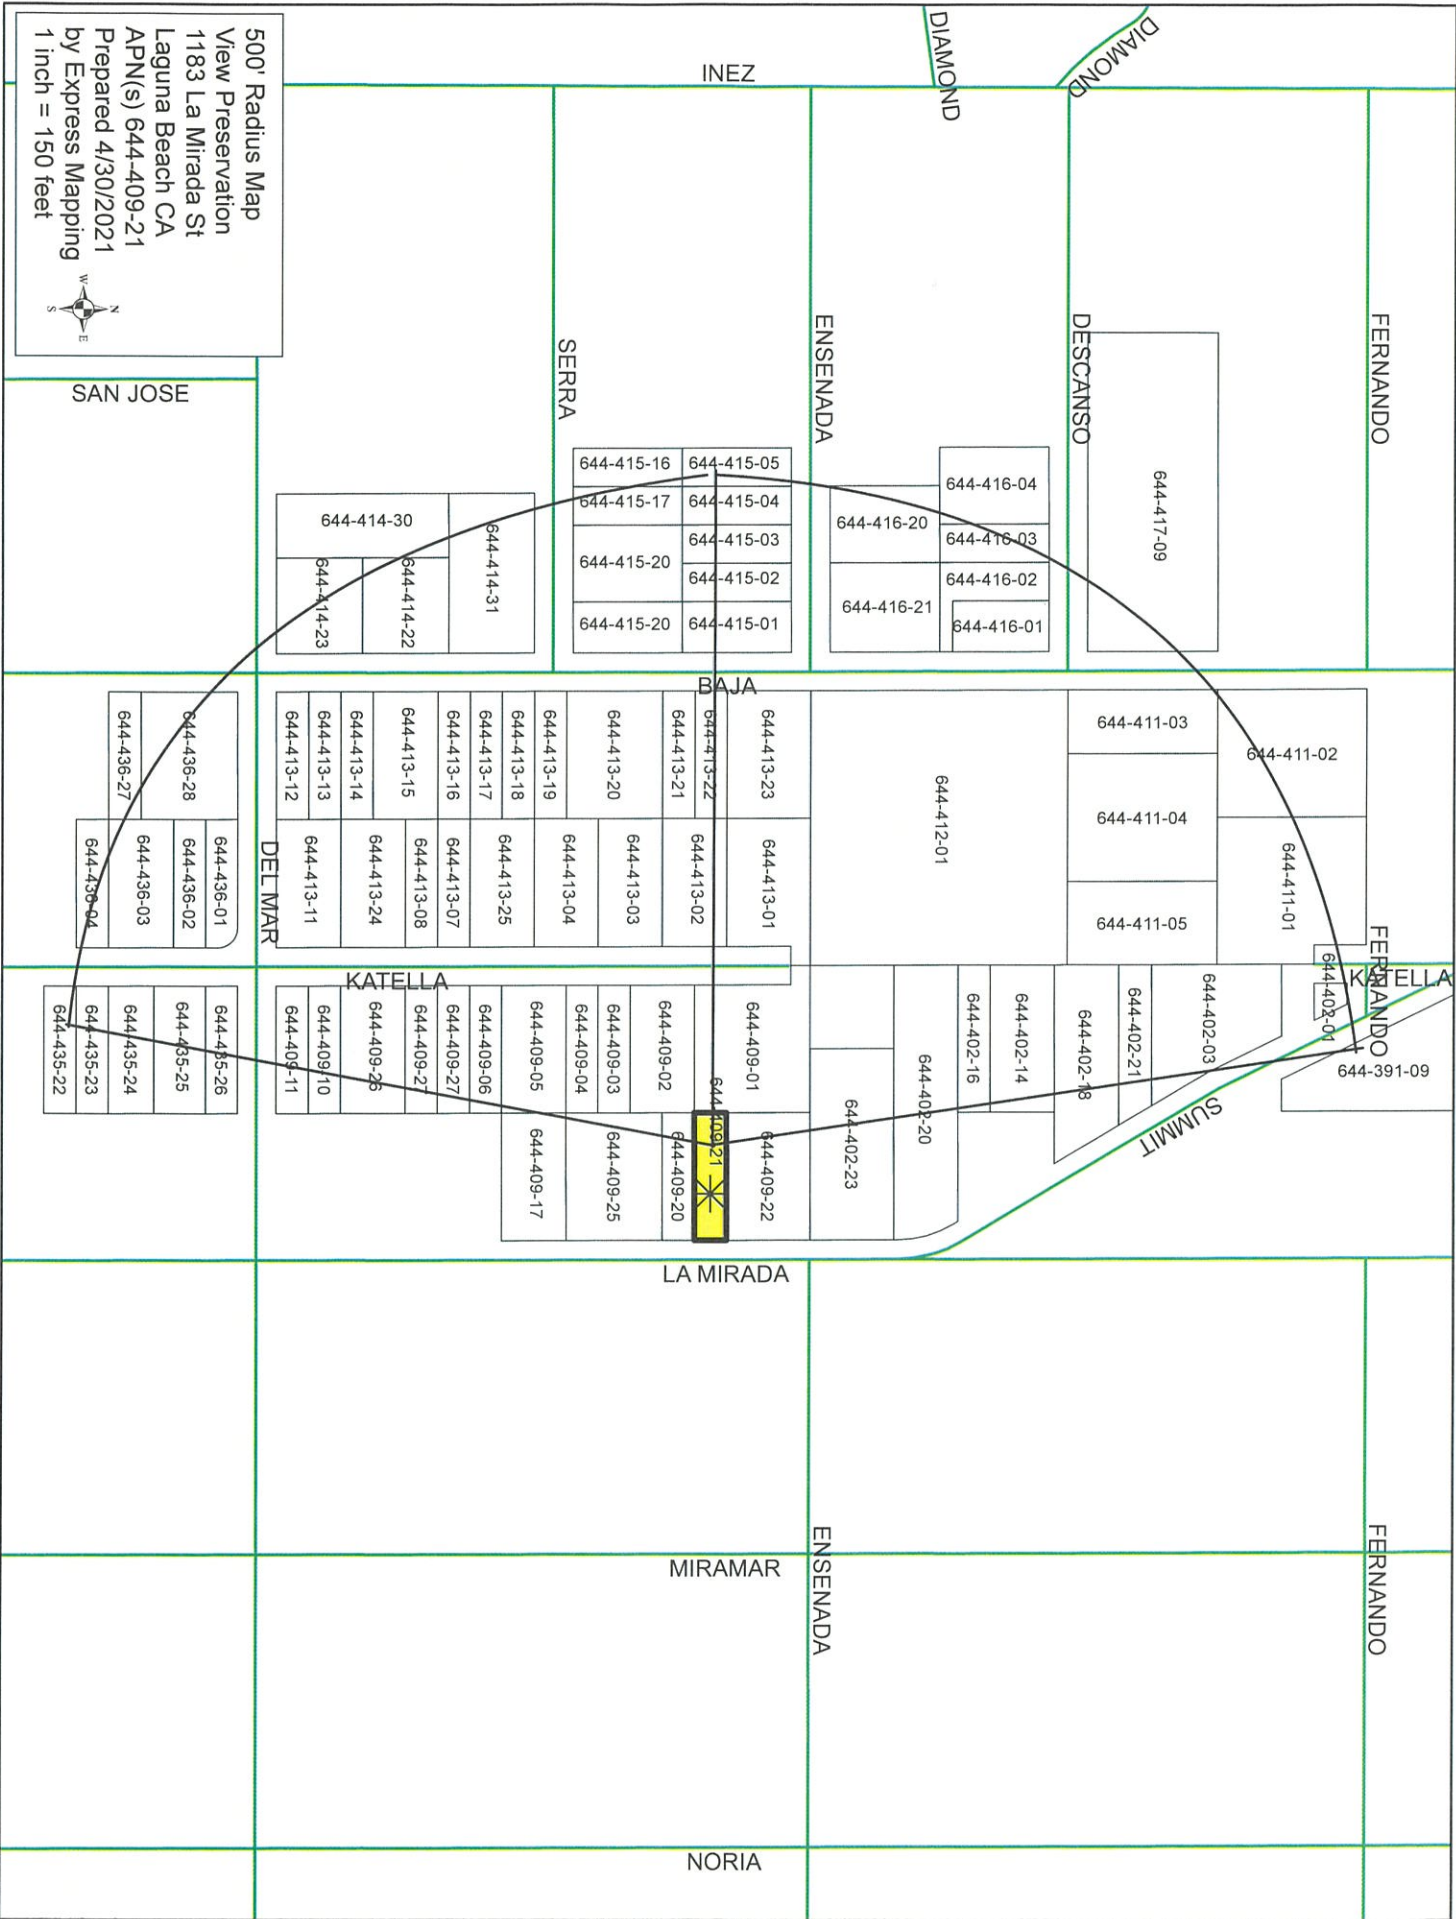 500' Radius Map
View Preservation
1183 La Mirada St
Laguna Beach CA
APN(s) 644-409-21
Prepared 4/30/2021
by Express Mapping
1 inch = 150 feet
N
W
E
S
INEZ
DIAMOND
DIAMOND
SAN JOSE
SERRA
ENSENADA
DESCANSO
FERNANDO
644-415-16
644-415-05
644-415-17
644-415-04
644-415-03
644-415-20
644-415-02
644-415-20
644-415-01
644-416-04
644-416-20
644-416-03
644-416-02
644-416-21
644-416-01
644-417-09
644-414-30
644-414-31
644-414-23
644-414-22
BAJA
644-436-27
644-436-28
644-413-12
644-413-13
644-413-14
644-413-15
644-413-16
644-413-17
644-413-18
644-413-19
644-413-20
644-413-21
644-413-22
644-413-23
644-412-01
644-411-03
644-411-02
644-411-04
644-411-01
644-411-05
644-436-04
644-436-03
644-436-02
644-436-01
DEL MAR
644-413-11
644-413-24
644-413-08
644-413-07
644-413-25
644-413-04
644-413-03
644-413-02
644-413-01
FERNANDO
KATELLA
KATELLA
644-435-22
644-435-23
644-435-24
644-435-25
644-435-26
644-409-11
644-409-10
644-409-26
644-409-27
644-409-27
644-409-06
644-409-05
644-409-04
644-409-03
644-409-02
644-409-01
644-402-16
644-402-14
644-402-18
644-402-21
644-402-03
644-402-01
644-391-09
644-402-20
644-402-23
SUMMIT
644-409-17
644-409-25
644-409-20
644-409-21
644-409-22
LA MIRADA
MIRAMAR
ENSENADA
FERNANDO
NORIA